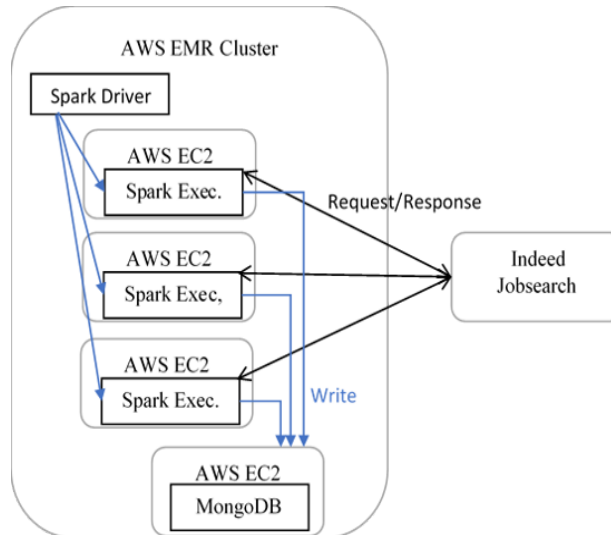 AWS EMR Cluster
Spark Driver
AWS EC2
Spark Exec.
Request/Response
AWS EC2
Spark Exec,
Indeed
Jobsearch
AWS EC2
Spark Exec.
Write
AWS EC2
MongoDB